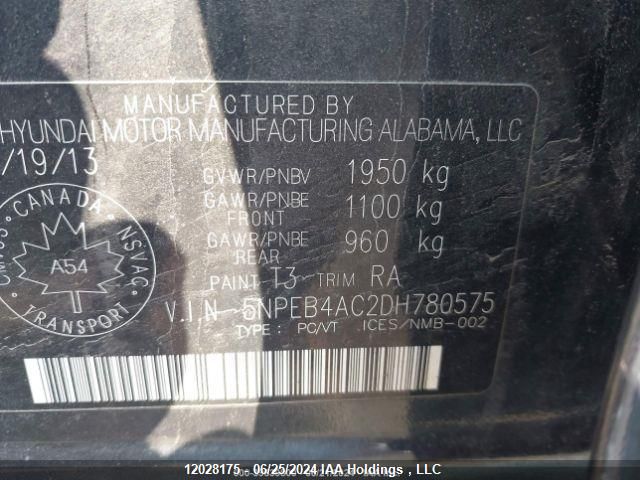 MANUFACTURED BY
HYUNDAI MOTOR MANUFACTURING ALABAMA, LLC
/19/13
GVWR/PNBV 1950 kg
GAWR/PNBE FRONT 1100 kg
GAWR/PNBE REAR 960 kg
PAINT T3 TRIM RA
V.I.N 5NPEB4AC2DH780575
TYPE : PC/VT ICES/NMB-002
CANADA
NSVAC
A54
TRANSPORT
12028175 - 06/25/2024 IAA Holdings , LLC